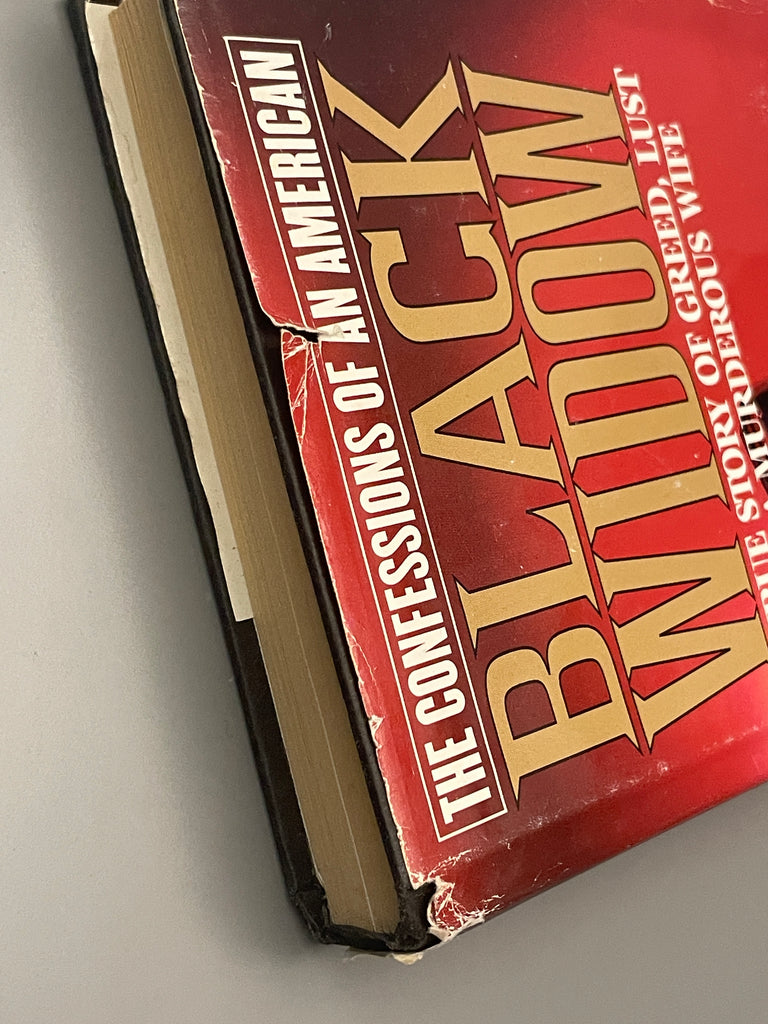 THE CONFESSIONS OF AN AMERICAN
BLACK
WIDOW
STORY OF GREED, LUST
MURDEROUS WIFE